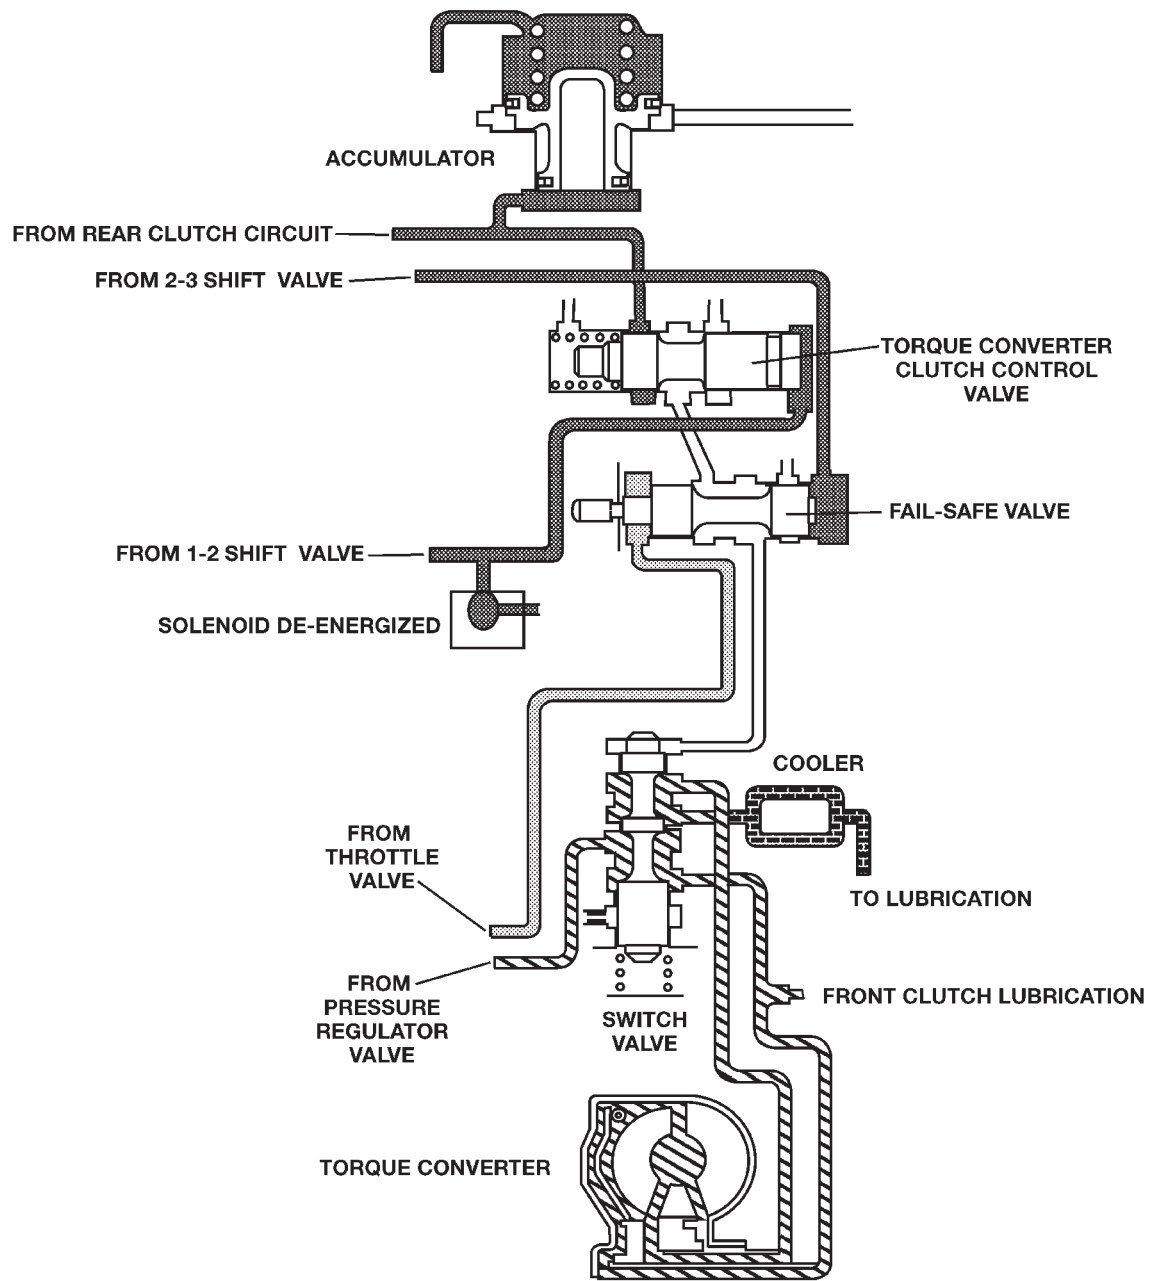 ACCUMULATOR
FROM REAR CLUTCH CIRCUIT
FROM 2-3 SHIFT VALVE
TORQUE CONVERTER
CLUTCH CONTROL
VALVE
FAIL-SAFE VALVE
FROM 1-2 SHIFT VALVE
SOLENOID DE-ENERGIZED
COOLER
FROM
THROTTLE
VALVE
TO LUBRICATION
FROM
PRESSURE
REGULATOR
VALVE
FRONT CLUTCH LUBRICATION
SWITCH
VALVE
TORQUE CONVERTER